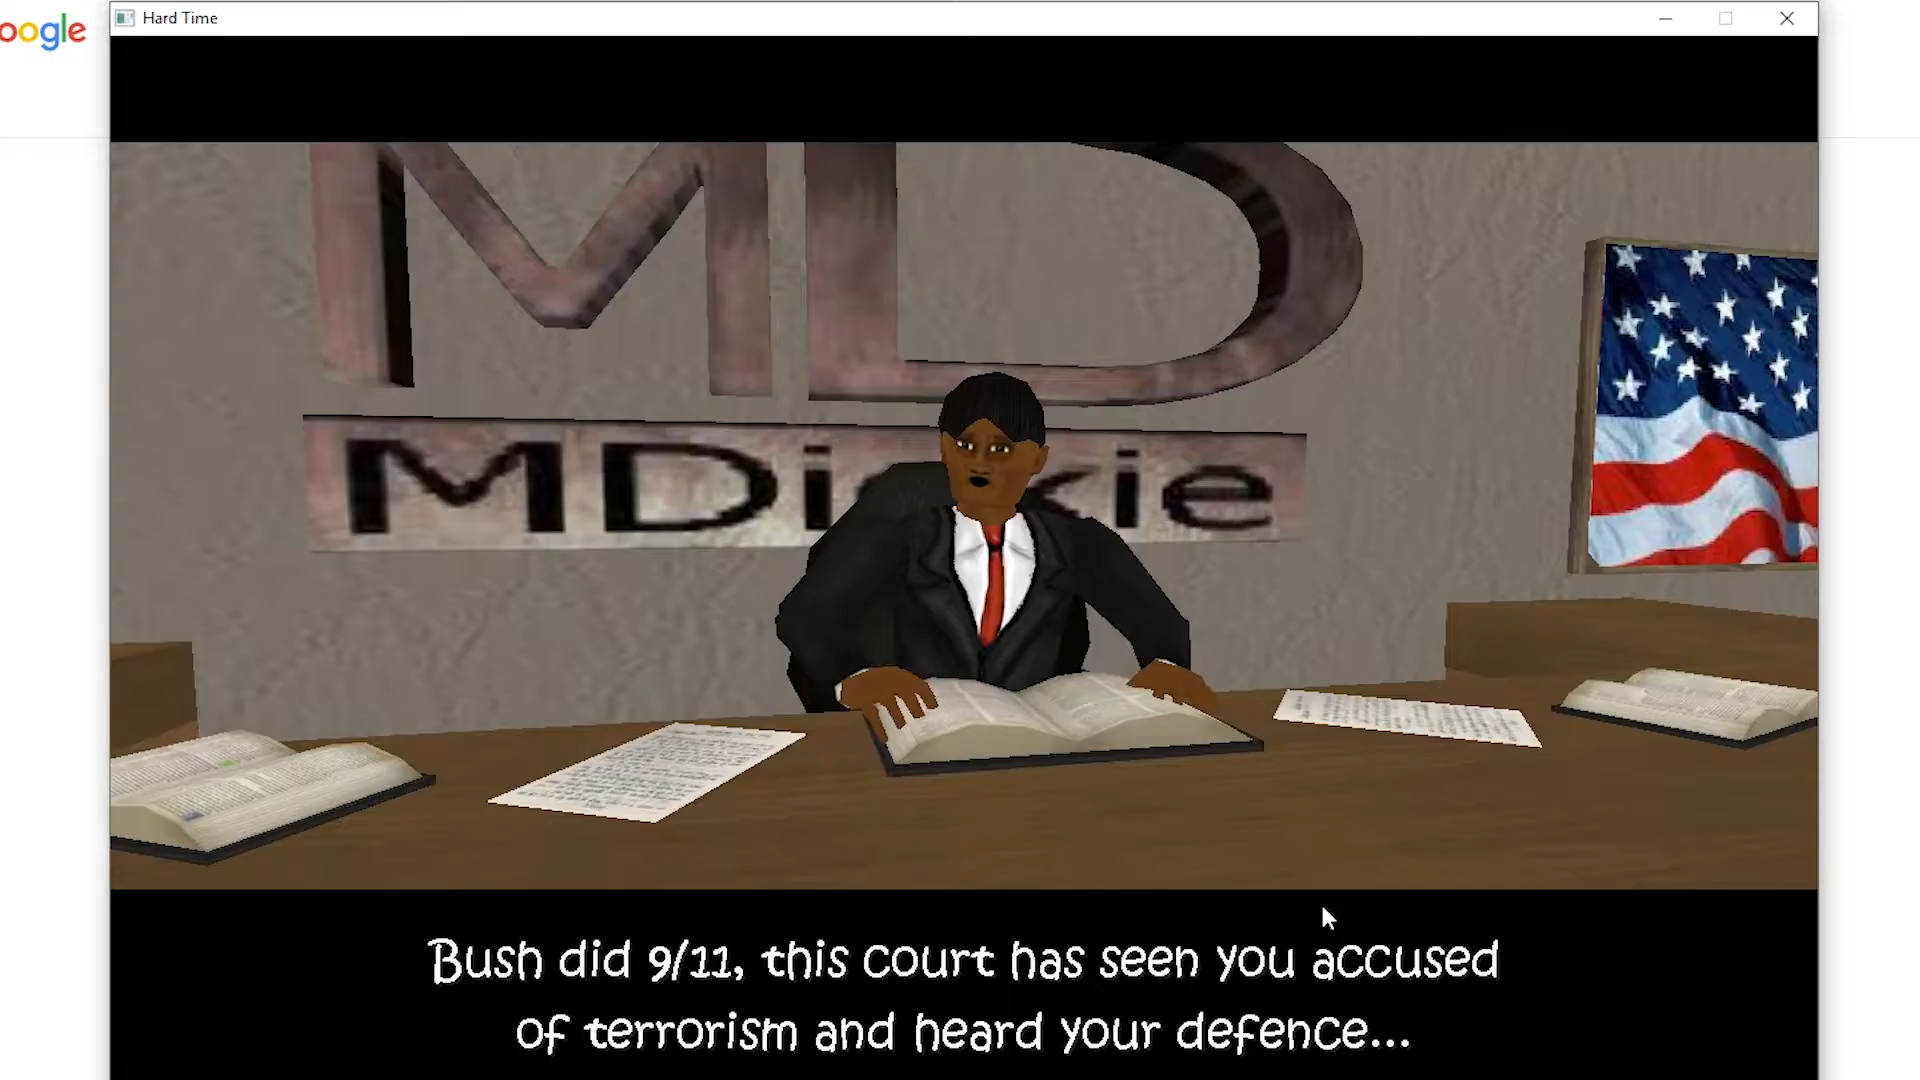 oogle
Hard Time
MD
MDi kie
Bush did 9/11, this court has seen you accused
of terrorism and heard your defence...